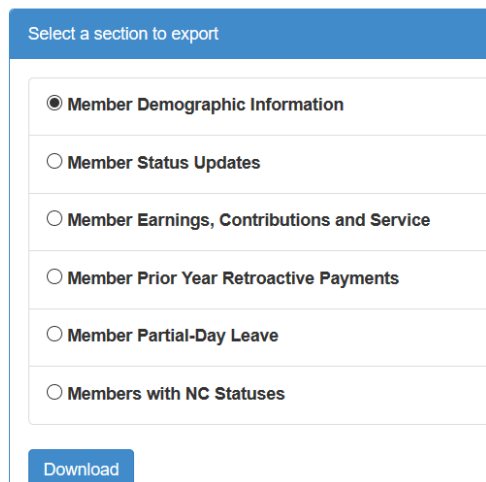 Select a section to export
Member Demographic Information
Member Status Updates
Member Earnings, Contributions and Service
Member Prior Year Retroactive Payments
Member Partial-Day Leave
Members with NC Statuses
Download